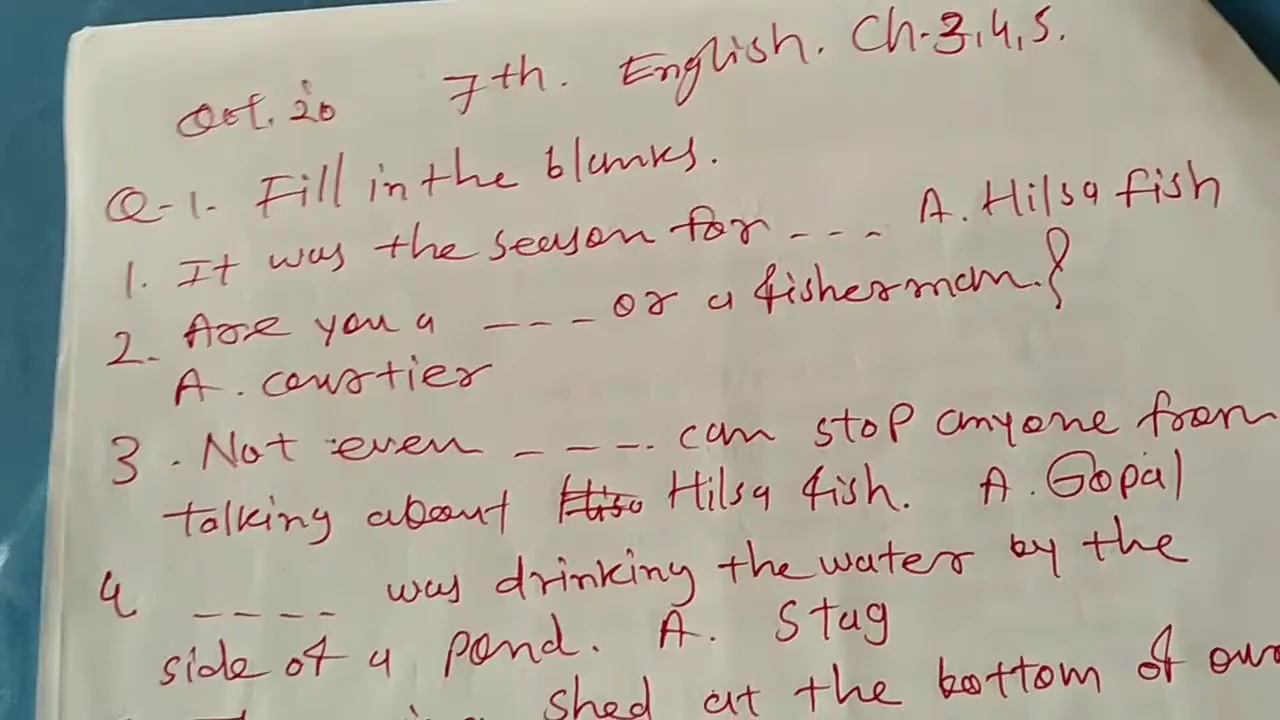 Oct. 20 7th. English. Ch-3,4,5.
Q-1. Fill in the blanks.
1. It was the season for --- A. Hilsa fish
2. Are you a --- or a fisherman?
A. courtier
3. Not even ---- can stop anyone from
talking about Hilsa fish. A. Gopal
4 ---- was drinking the water by the
side of a pond. A. Stag
shed at the bottom of our